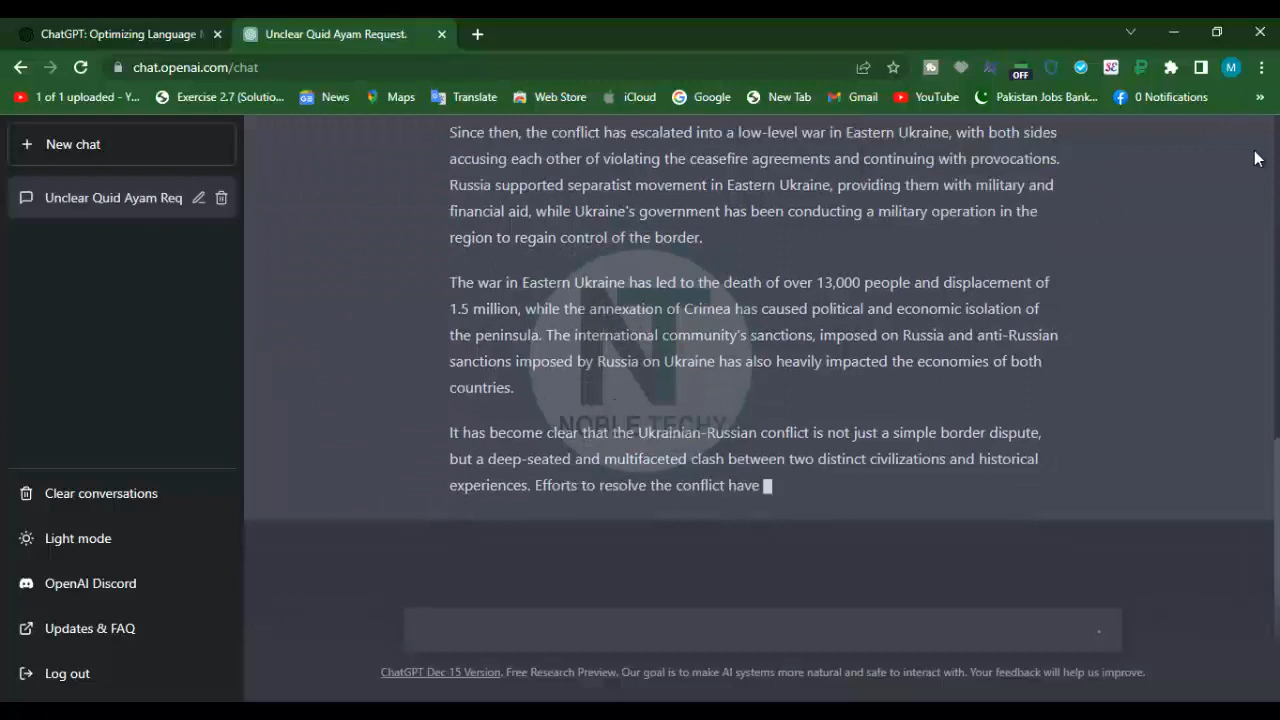 ChatGPT: Optimizing Language
Unclear Quid Ayam Request.
chat.openai.com/chat
OFF
M
1 of 1 uploaded - Y...
Exercise 2.7 (Solutio...
News
Maps
Translate
Web Store
iCloud
Google
New Tab
Gmail
YouTube
Pakistan Jobs Bank...
0 Notifications
»
+ New chat
Unclear Quid Ayam Req
Since then, the conflict has escalated into a low-level war in Eastern Ukraine, with both sides
accusing each other of violating the ceasefire agreements and continuing with provocations.
Russia supported separatist movement in Eastern Ukraine, providing them with military and
financial aid, while Ukraine's government has been conducting a military operation in the
region to regain control of the border.
The war in Eastern Ukraine has led to the death of over 13,000 people and displacement of
1.5 million, while the annexation of Crimea has caused political and economic isolation of
the peninsula. The international community's sanctions, imposed on Russia and anti-Russian
sanctions imposed by Russia on Ukraine has also heavily impacted the economies of both
countries.
It has become clear that the Ukrainian-Russian conflict is not just a simple border dispute,
but a deep-seated and multifaceted clash between two distinct civilizations and historical
experiences. Efforts to resolve the conflict have
NT
NOBLE TECHY
Clear conversations
Light mode
OpenAI Discord
Updates & FAQ
Log out
ChatGPT Dec 15 Version. Free Research Preview. Our goal is to make AI systems more natural and safe to interact with. Your feedback will help us improve.